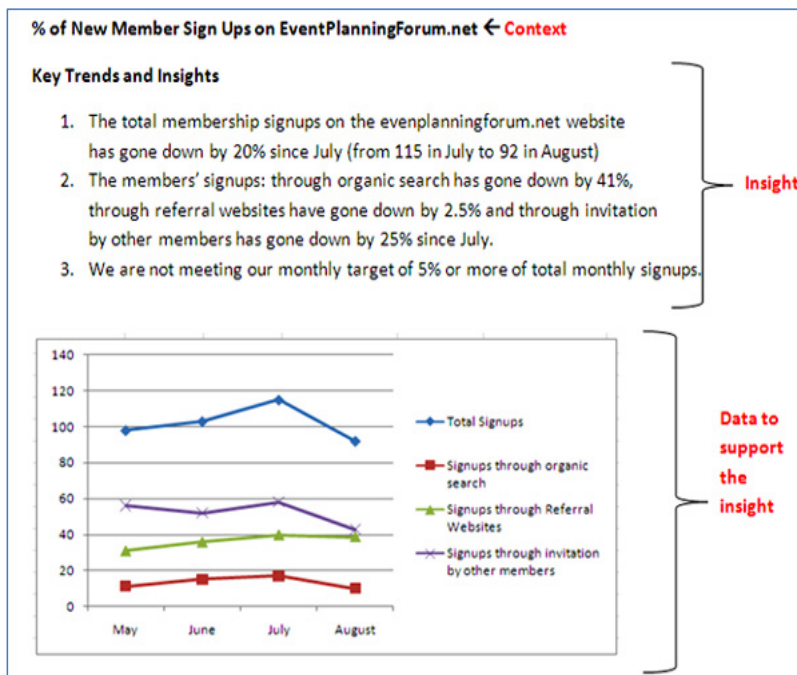 % of New Member Sign Ups on EventPlanningForum.net ← Context
Key Trends and Insights
1. The total membership signups on the evenplanningforum.net website
has gone down by 20% since July (from 115 in July to 92 in August)
2. The members' signups: through organic search has gone down by 41%,
through referral websites have gone down by 2.5% and through invitation
by other members has gone down by 25% since July.
3. We are not meeting our monthly target of 5% or more of total monthly signups.
Insight
140
120
100
80
60
40
20
0
May June July August
Total Signups
Signups through organic
search
Signups through Referral
Websites
Signups through invitation
by other members
Data to
support
the
insight